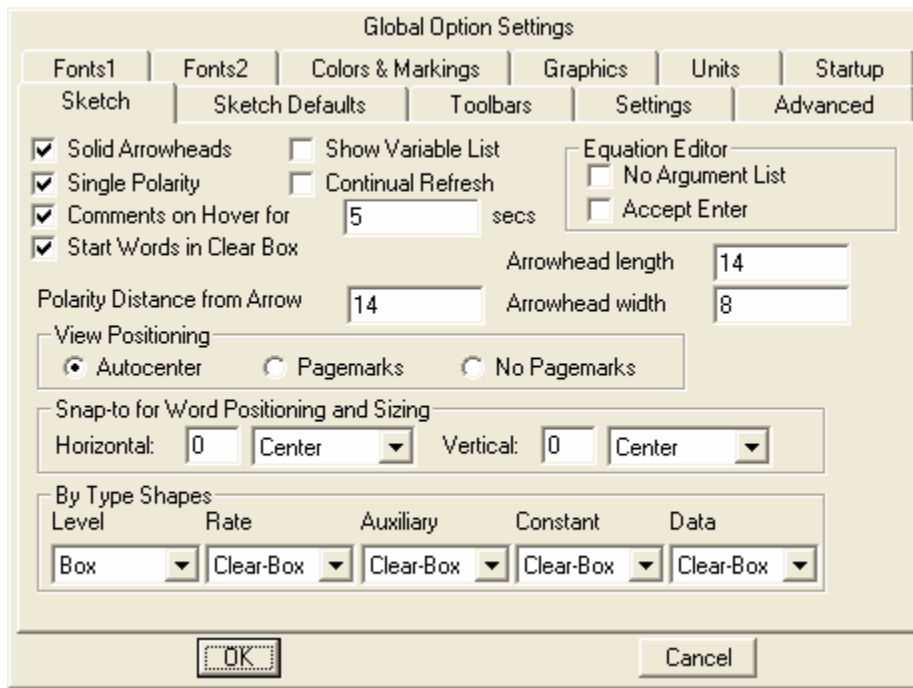 Global Option Settings
Fonts1 Fonts2 Colors & Markings Graphics Units Startup
Sketch Sketch Defaults Toolbars Settings Advanced
Solid Arrowheads Show Variable List Equation Editor
No Argument List
Single Polarity Continual Refresh
Accept Enter
Comments on Hover for 5 secs
Start Words in Clear Box
Arrowhead length 14
Polarity Distance from Arrow 14 Arrowhead width 8
View Positioning
Autocenter Pagemarks No Pagemarks
Snap-to for Word Positioning and Sizing
Horizontal: 0 Center Vertical: 0 Center
By Type Shapes
Level Rate Auxiliary Constant Data
Box Clear-Box Clear-Box Clear-Box Clear-Box
OK Cancel